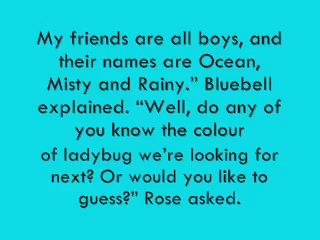 My friends are all boys, and
their names are Ocean,
Misty and Rainy.” Bluebell
explained. “Well, do any of
you know the colour
of ladybug we’re looking for
next? Or would you like to
guess?” Rose asked.